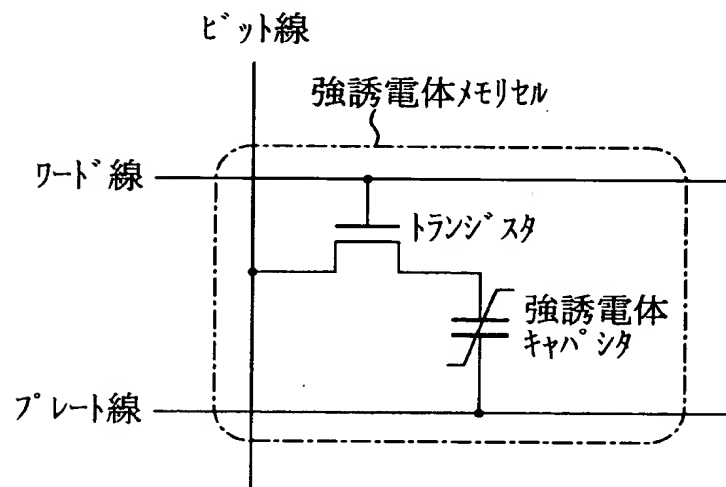 ビット線
強誘電体メモリセル
ワード線
トランジスタ
強誘電体
キャパシタ
プレート線